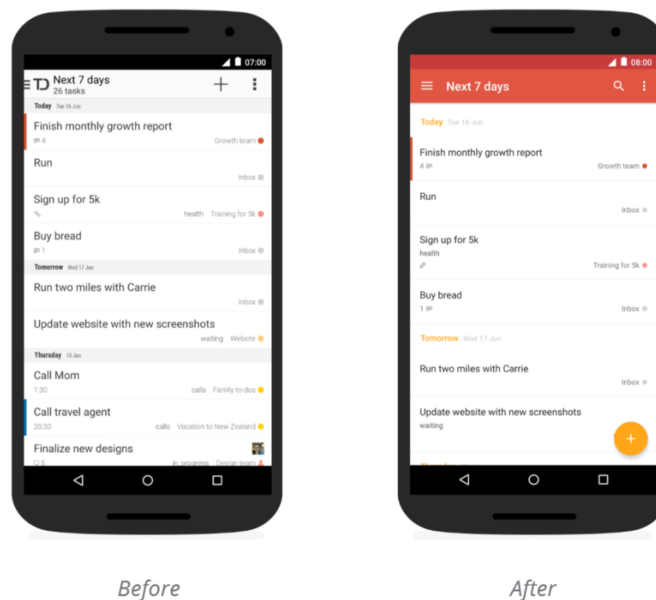 07:00
TD Next 7 days
26 tasks
Today Tue 16 Jun
Finish monthly growth report
4 Growth team
Run
Inbox
Sign up for 5k
health Training for 5k
Buy bread
1 Inbox
Tomorrow Wed 17 Jun
Run two miles with Carrie
Inbox
Update website with new screenshots
waiting Website
Thursday 18 Jun
Call Mom
1:30 calls Family to-dos
Call travel agent
20:30 calls Vacation to New Zealand
Finalize new designs
5 in progress Design team
Before
08:00
Next 7 days
Today Tue 16 Jun
Finish monthly growth report
4 Growth team
Run
Inbox
Sign up for 5k
health
Training for 5k
Buy bread
1 Inbox
Tomorrow Wed 17 Jun
Run two miles with Carrie
Inbox
Update website with new screenshots
waiting
After